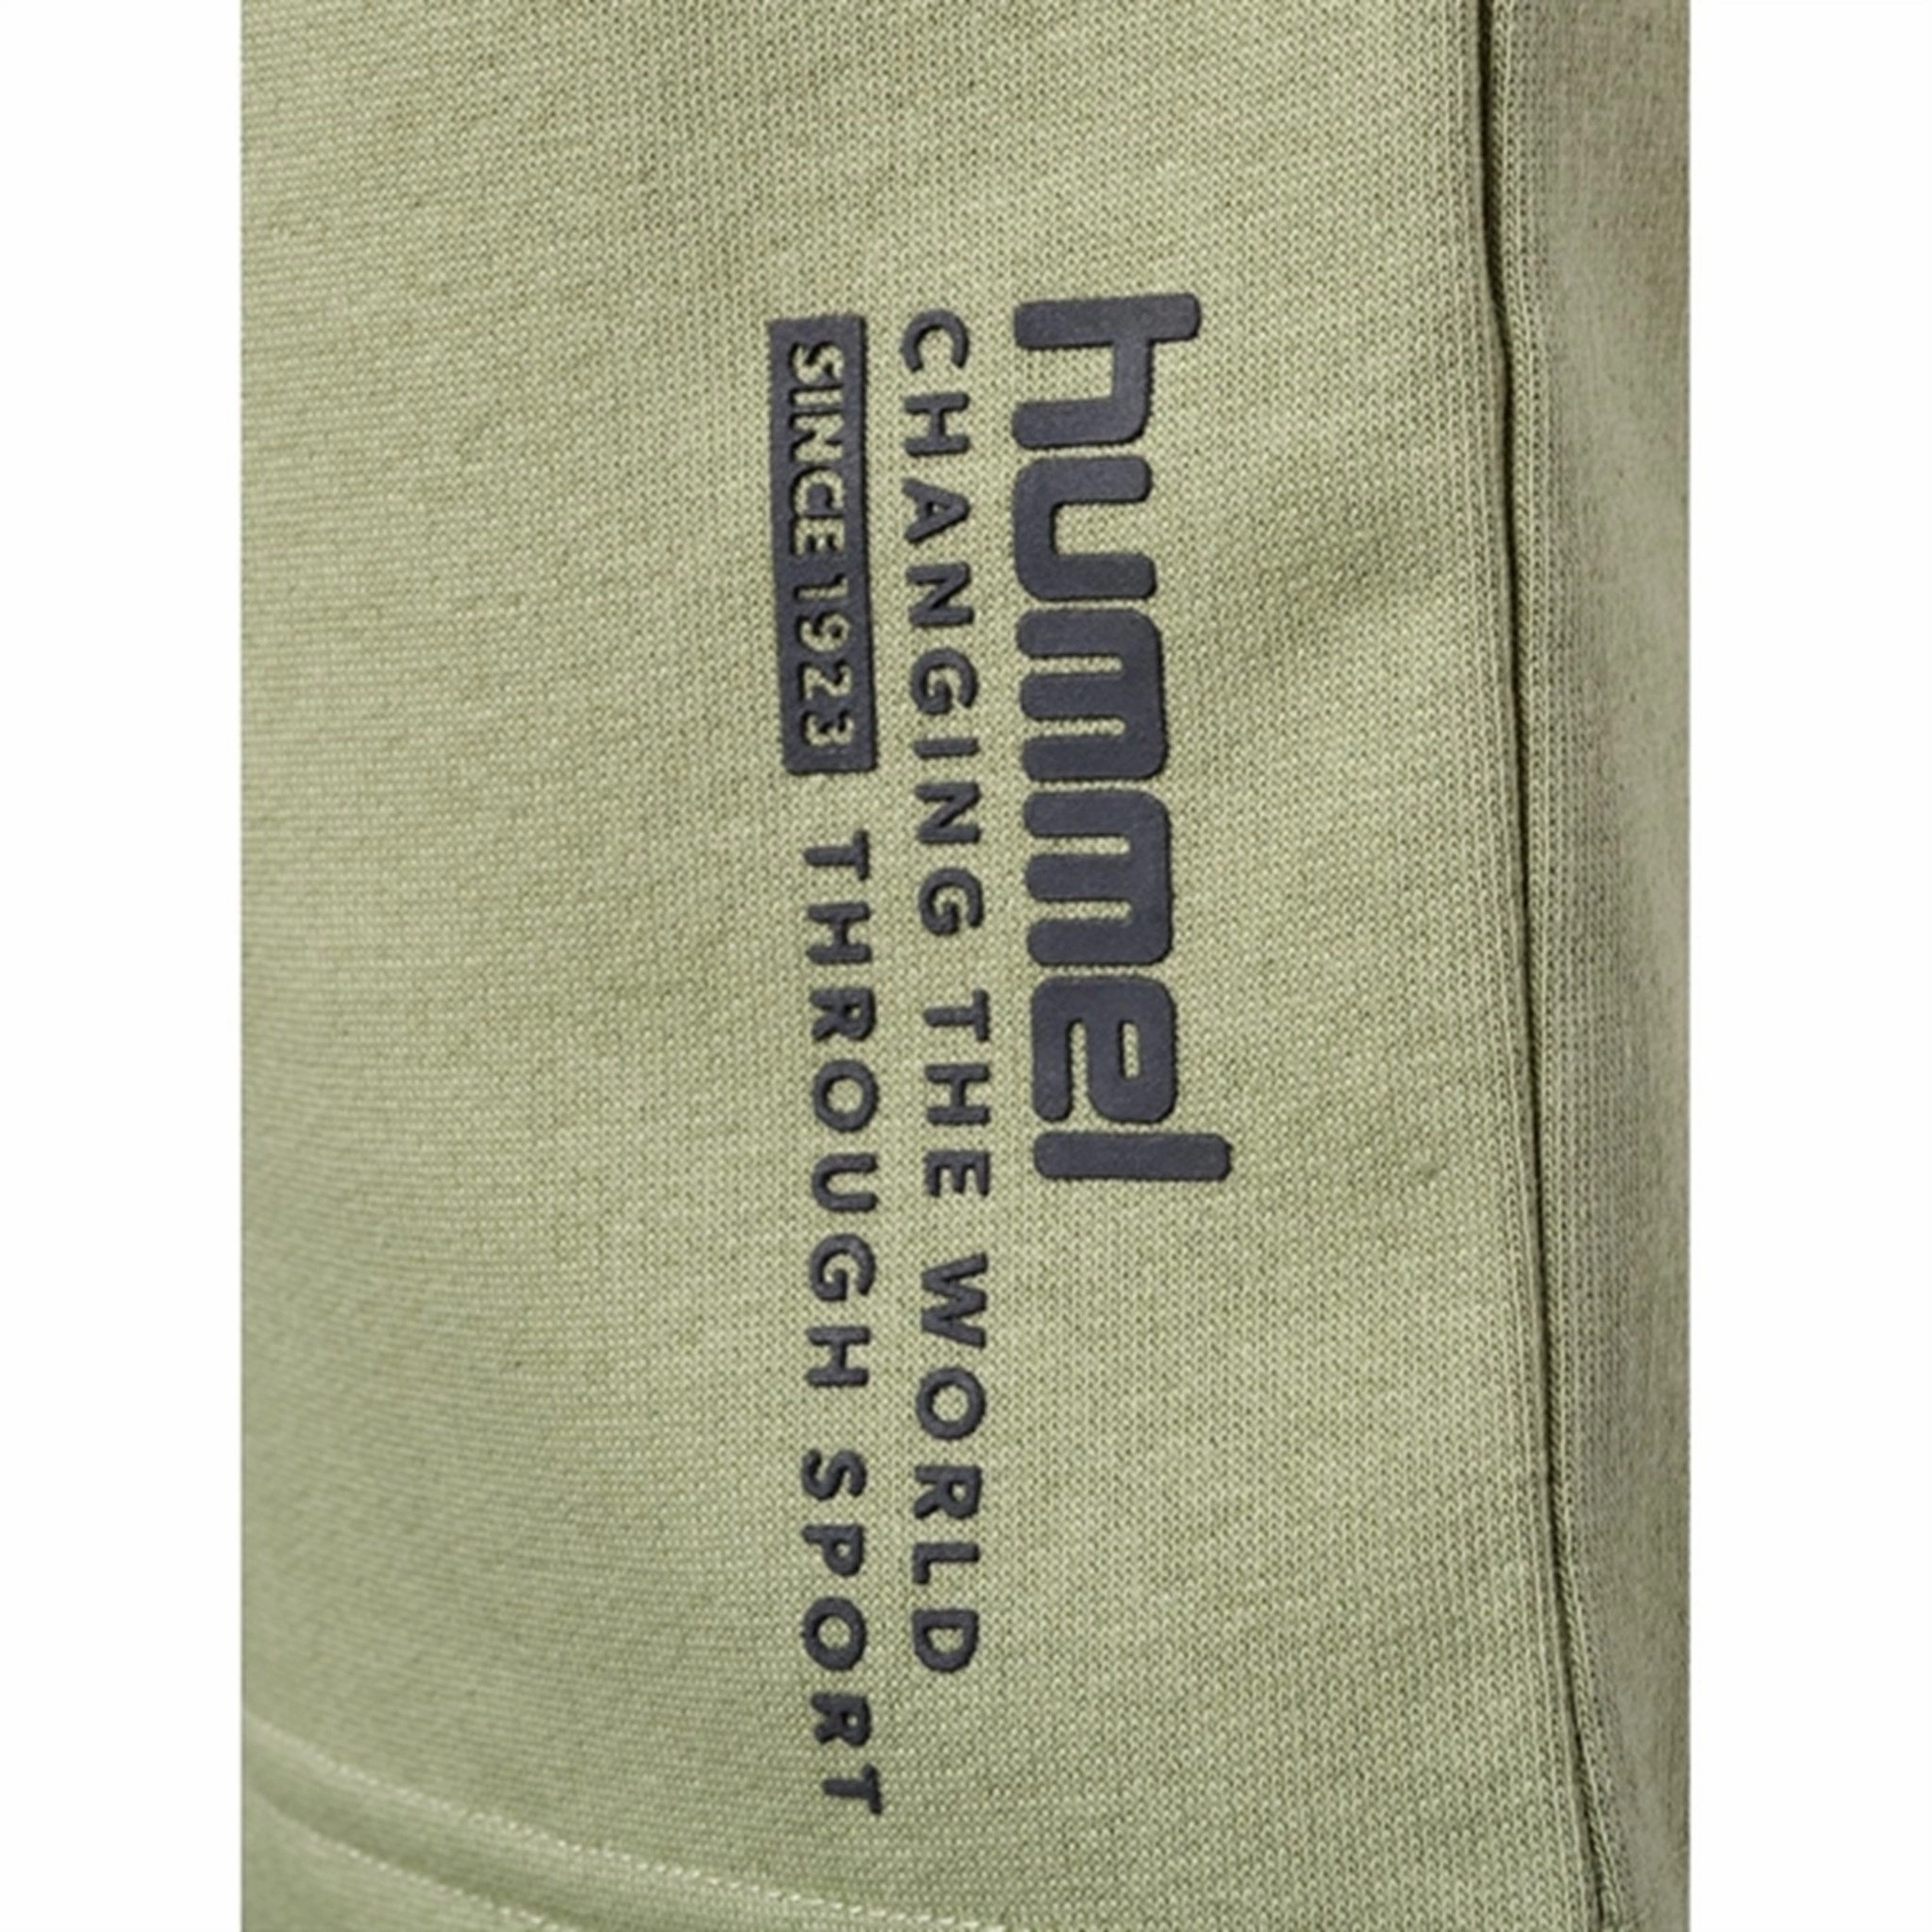 hummel
CHANGING THE WORLD
SINCE 1923 THROUGH SPORT